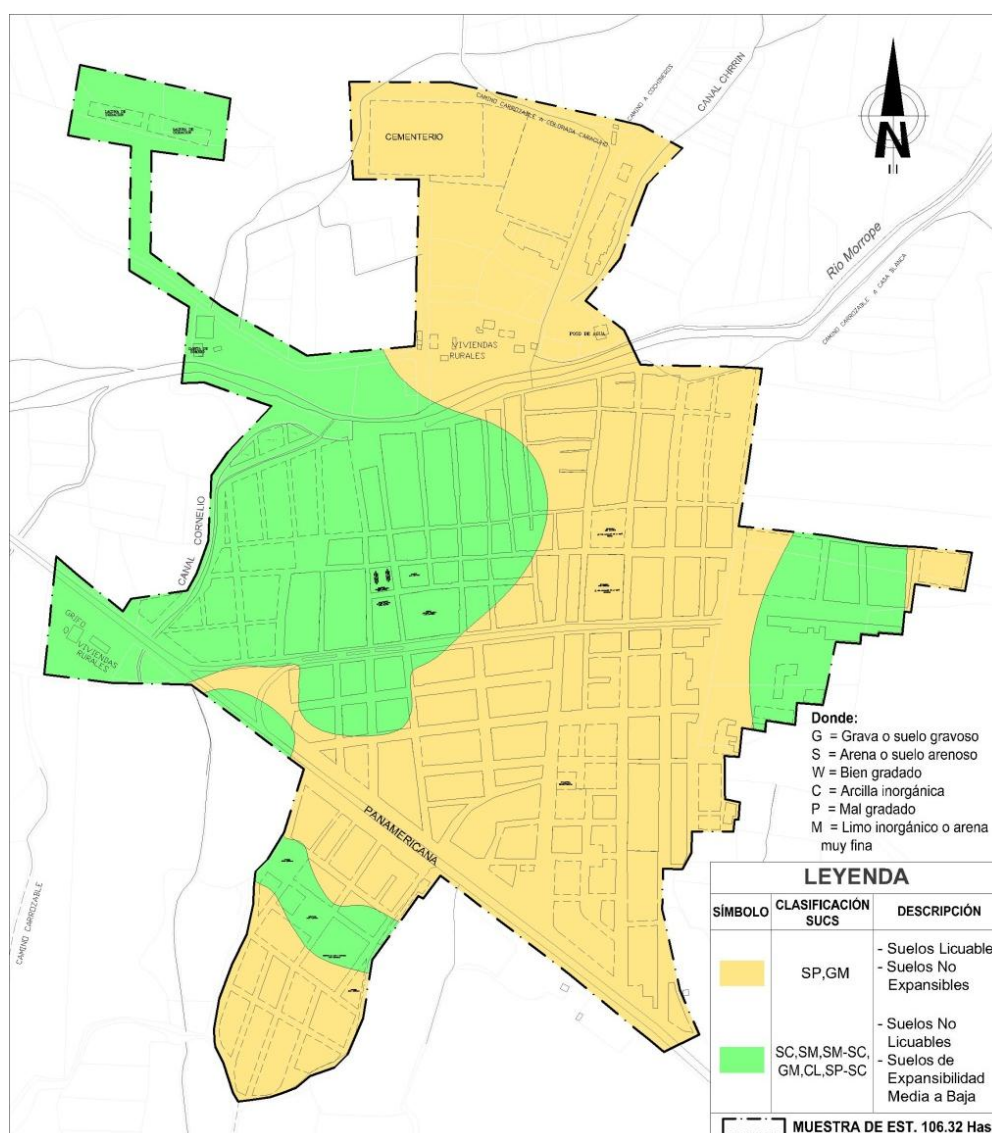 CAMINO CARROZABLE A COLORADA-CARACUCHO
CAMINO A COCHINEROS
CANAL CHRRIN
CEMENTERIO
N
Río Morrope
CAMINO CARROZABLE A CASA BLANCA
POZO DE AGUA
VIVIENDAS
RURALES
CANAL CORNELIO
GRIFO
VIVIENDAS
RURALES
PANAMERICANA
CAMINO CARROZABLE
Donde:
G = Grava o suelo gravoso
S = Arena o suelo arenoso
W = Bien gradado
C = Arcilla inorgánica
P = Mal gradado
M = Limo inorgánico o arena
muy fina
LEYENDA
SÍMBOLO
CLASIFICACIÓN
SUCS
DESCRIPCIÓN
SP,GM
- Suelos Licuable
- Suelos No
Expansibles
SC,SM,SM-SC,
GM,CL,SP-SC
- Suelos No
Licuables
- Suelos de
Expansibilidad
Media a Baja
MUESTRA DE EST. 106.32 Has